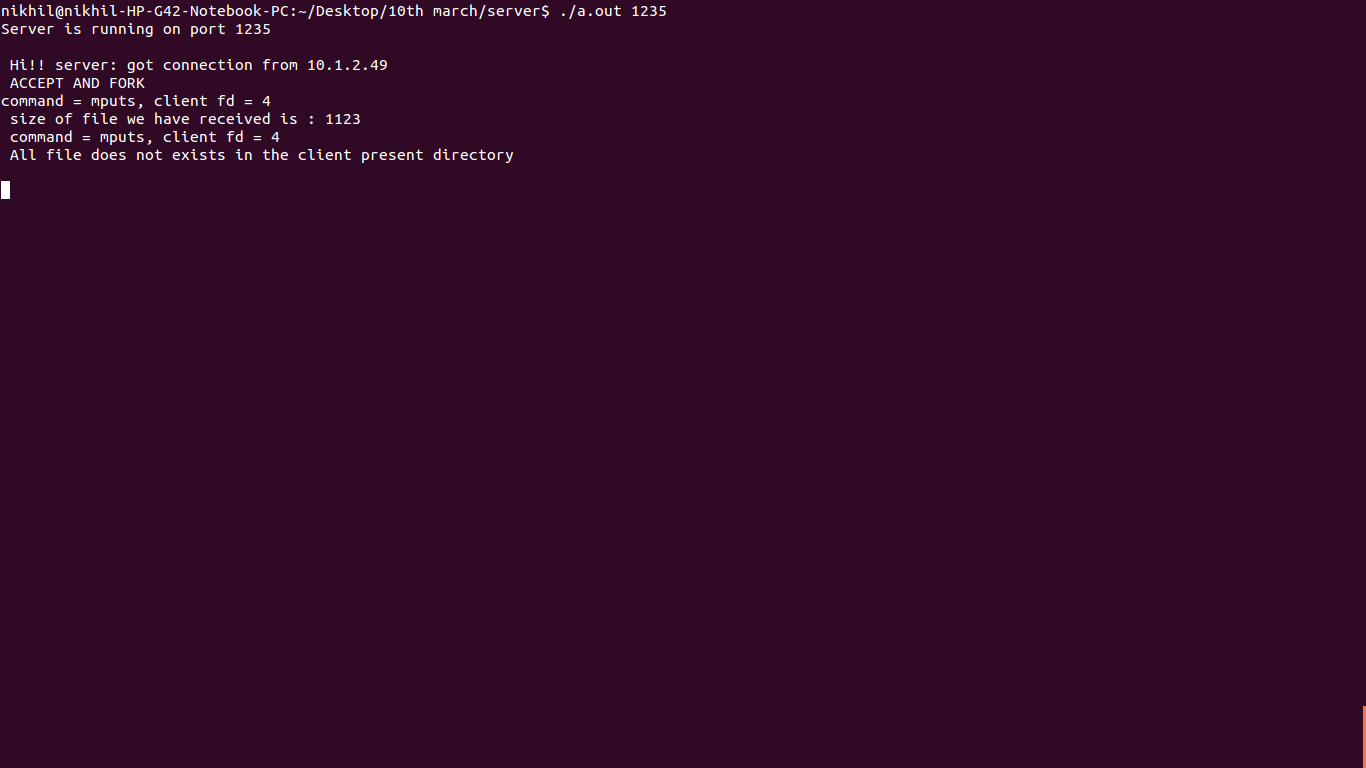 nikhil@nikhil-HP-G42-Notebook-PC:~/Desktop/10th march/server$ ./a.out 1235
Server is running on port 1235
Hi!! server: got connection from 10.1.2.49
ACCEPT AND FORK
command = mputs, client fd = 4
size of file we have received is : 1123
command = mputs, client fd = 4
All file does not exists in the client present directory